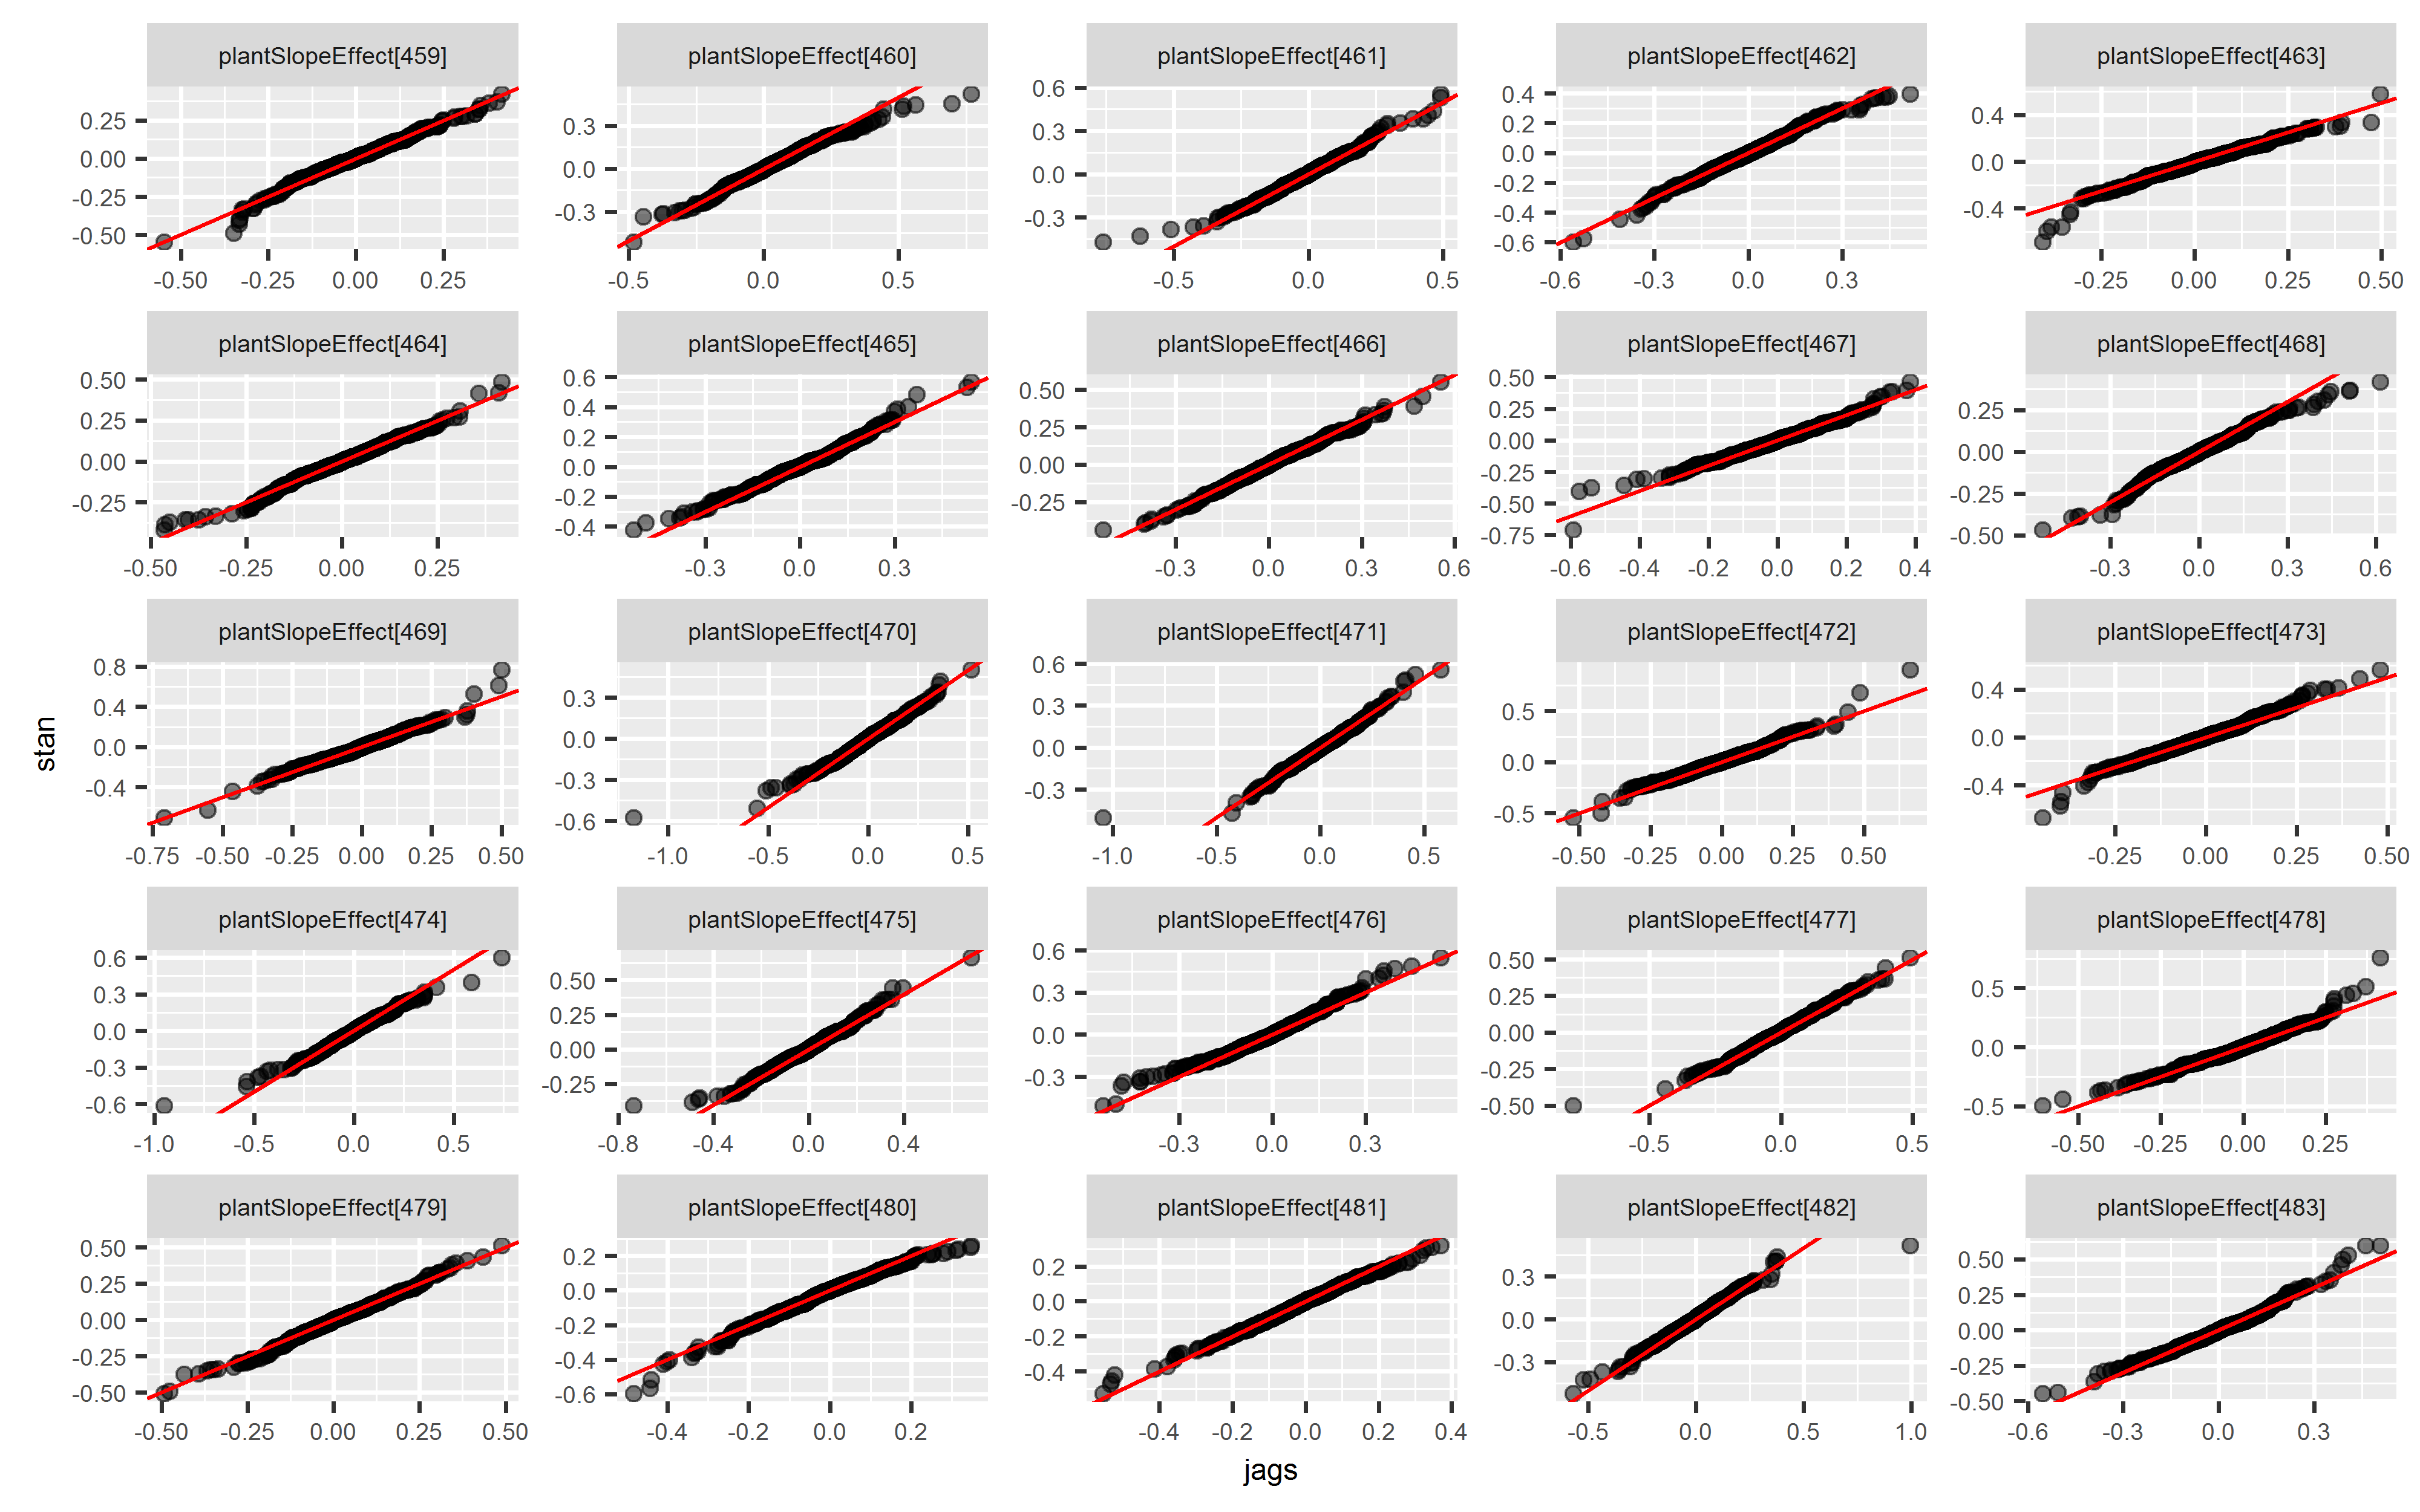 plantSlopeEffect[459] plantSlopeEffect[460] plantSlopeEffect[461] plantSlopeEffect[462] plantSlopeEffect[463]
0.25 0.00 -0.25 -0.50
-0.50 -0.25 0.00 0.25
0.3 0.0 -0.3
-0.5 0.0 0.5
0.6 0.3 0.0 -0.3
-0.5 0.0 0.5
0.4 0.2 0.0 -0.2 -0.4 -0.6
-0.6 -0.3 0.0 0.3
0.4 0.0 -0.4
-0.25 0.00 0.25 0.50
plantSlopeEffect[464] plantSlopeEffect[465] plantSlopeEffect[466] plantSlopeEffect[467] plantSlopeEffect[468]
0.50 0.25 0.00 -0.25
-0.50 -0.25 0.00 0.25
0.6 0.4 0.2 0.0 -0.2 -0.4
-0.3 0.0 0.3
0.50 0.25 0.00 -0.25
-0.3 0.0 0.3 0.6
0.50 0.25 0.00 -0.25 -0.50 -0.75
-0.6 -0.4 -0.2 0.0 0.2 0.4
0.25 0.00 -0.25 -0.50
-0.3 0.0 0.3 0.6
stan
plantSlopeEffect[469] plantSlopeEffect[470] plantSlopeEffect[471] plantSlopeEffect[472] plantSlopeEffect[473]
0.8 0.4 0.0 -0.4
-0.75 -0.50 -0.25 0.00 0.25 0.50
0.3 0.0 -0.3 -0.6
-1.0 -0.5 0.0 0.5
0.6 0.3 0.0 -0.3
-1.0 -0.5 0.0 0.5
0.5 0.0 -0.5
-0.50 -0.25 0.00 0.25 0.50
0.4 0.0 -0.4
-0.25 0.00 0.25 0.50
plantSlopeEffect[474] plantSlopeEffect[475] plantSlopeEffect[476] plantSlopeEffect[477] plantSlopeEffect[478]
0.6 0.3 0.0 -0.3 -0.6
-1.0 -0.5 0.0 0.5
0.50 0.25 0.00 -0.25
-0.8 -0.4 0.0 0.4
0.6 0.3 0.0 -0.3
-0.3 0.0 0.3
0.50 0.25 0.00 -0.25 -0.50
-0.5 0.0 0.5
0.5 0.0 -0.5
-0.50 -0.25 0.00 0.25
plantSlopeEffect[479] plantSlopeEffect[480] plantSlopeEffect[481] plantSlopeEffect[482] plantSlopeEffect[483]
0.50 0.25 0.00 -0.25 -0.50
-0.50 -0.25 0.00 0.25 0.50
0.2 0.0 -0.2 -0.4 -0.6
-0.4 -0.2 0.0 0.2
0.2 0.0 -0.2 -0.4
-0.4 -0.2 0.0 0.2 0.4
0.3 0.0 -0.3
-0.5 0.0 0.5 1.0
0.50 0.25 0.00 -0.25 -0.50
-0.6 -0.3 0.0 0.3
jags